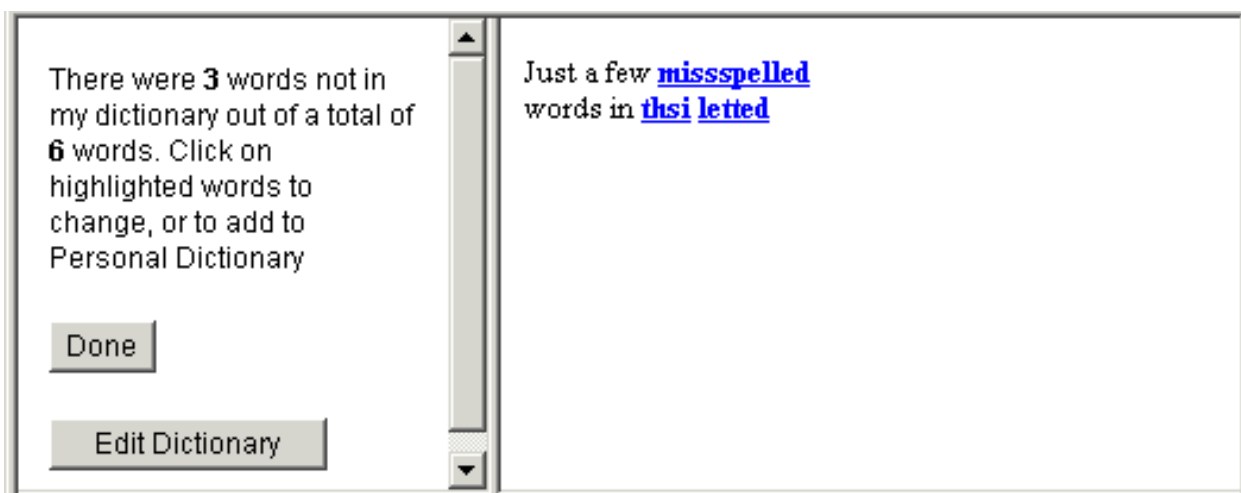 There were 3 words not in
my dictionary out of a total of
6 words. Click on
highlighted words to
change, or to add to
Personal Dictionary
Done
Edit Dictionary
Just a few missspelled
words in thsi letted